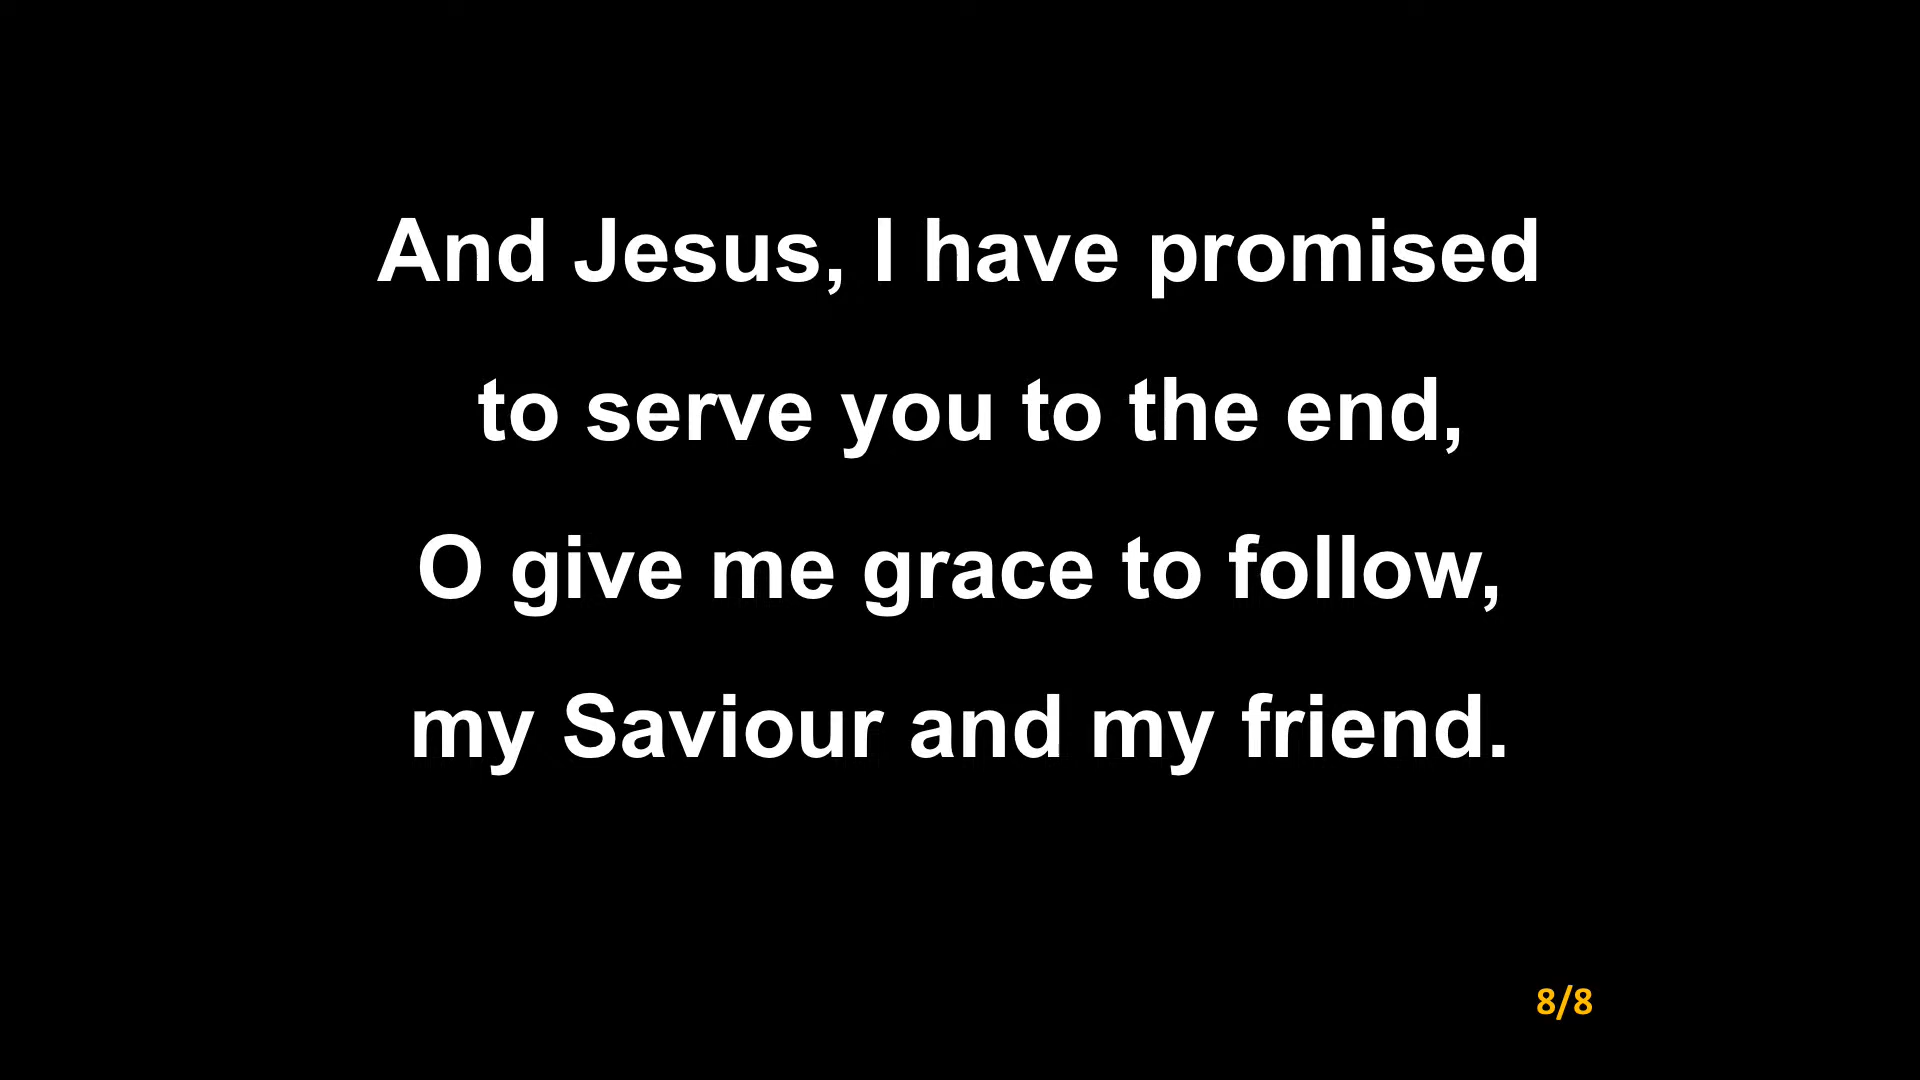 And Jesus, I have promised
to serve you to the end,
O give me grace to follow,
my Saviour and my friend.
8/8